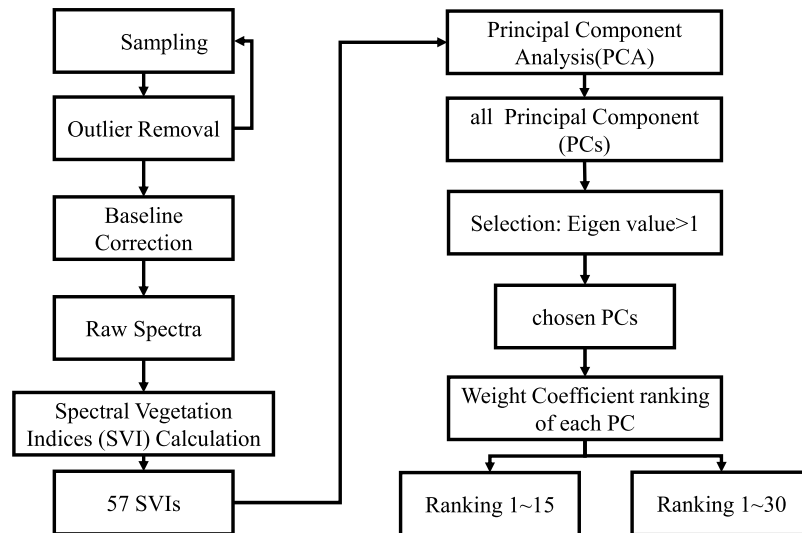 Sampling
Outlier Removal
Baseline
Correction
Raw Spectra
Spectral Vegetation
Indices (SVI) Calculation
57 SVIs
Principal Component
Analysis(PCA)
all Principal Component
(PCs)
Selection: Eigen value>1
chosen PCs
Weight Coefficient ranking
of each PC
Ranking 1~15
Ranking 1~30